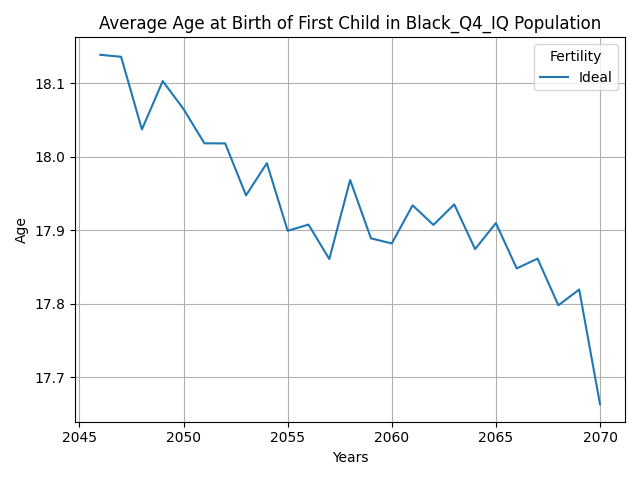 Average Age at Birth of First Child in Black_Q4_IQ Population
Fertility
Ideal
18.1
18.0
17.9
17.8
17.7
Age
2045
2050
2055
2060
2065
2070
Years